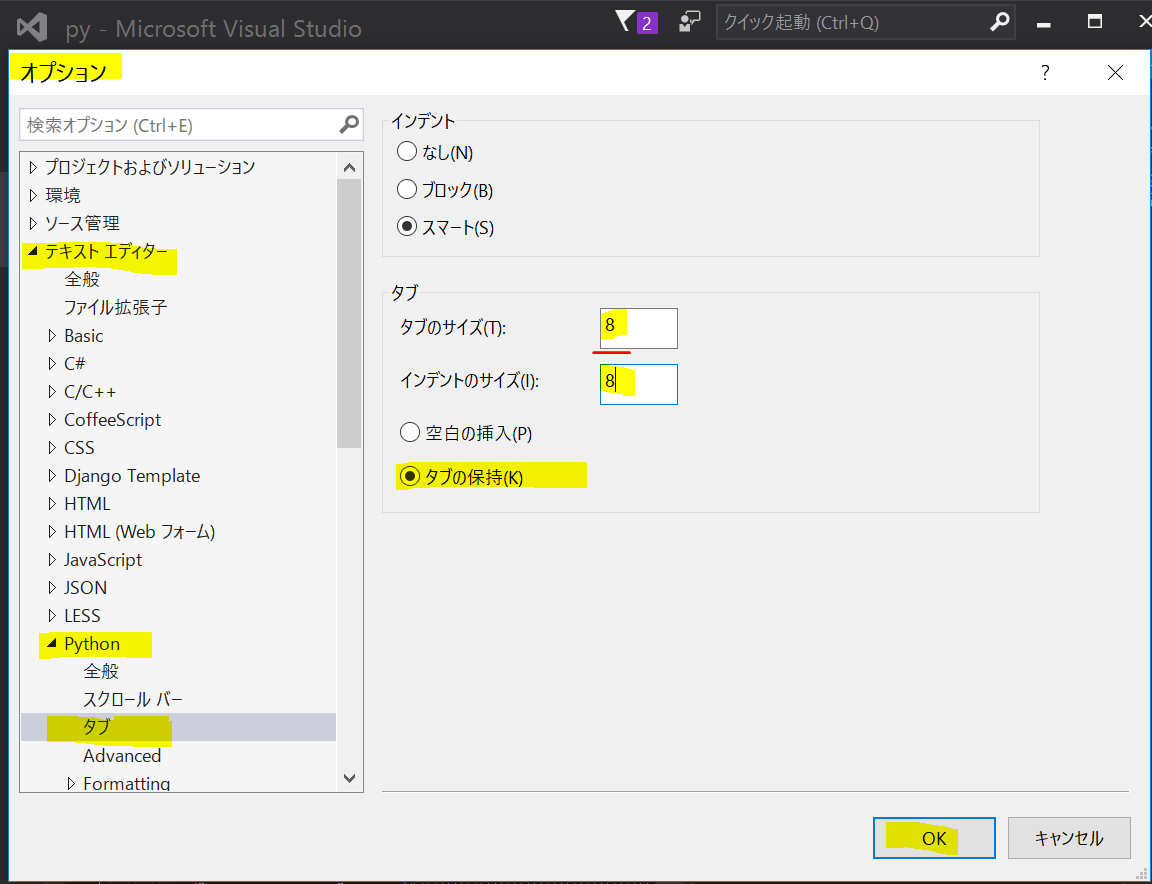 py - Microsoft Visual Studio
2
クイック起動 (Ctrl+Q)
オプション
?
検索オプション (Ctrl+E)
プロジェクトおよびソリューション
環境
ソース管理
テキスト エディター
全般
ファイル拡張子
Basic
C#
C/C++
CoffeeScript
CSS
Django Template
HTML
HTML (Web フォーム)
JavaScript
JSON
LESS
Python
全般
スクロール バー
タブ
Advanced
Formatting
インデント
なし(N)
ブロック(B)
スマート(S)
タブ
タブのサイズ(T):
8
インデントのサイズ(I):
8
空白の挿入(P)
タブの保持(K)
OK
キャンセル